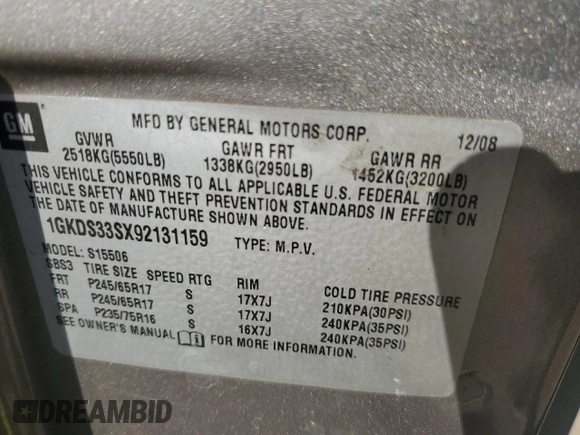 GM
MFD BY GENERAL MOTORS CORP. 12/08
GVWR GAWR FRT GAWR RR
2518KG(5550LB) 1338KG(2950LB) 1452KG(3200LB)
THIS VEHICLE CONFORMS TO ALL APPLICABLE U.S. FEDERAL MOTOR
VEHICLE SAFETY AND THEFT PREVENTION STANDARDS IN EFFECT ON
THE DATE OF MANUFACTURE SHOWN ABOVE.
1GKDS33SX92131159 TYPE: M.P.V.
MODEL: S15506
SBS3 TIRE SIZE SPEED RTG RIM COLD TIRE PRESSURE
FRT P245/65R17 S 17X7J 210KPA(30PSI)
RR P245/65R17 S 17X7J 240KPA(35PSI)
SPA P235/75R16 S 16X7J 240KPA(35PSI)
SEE OWNER'S MANUAL FOR MORE INFORMATION.
DREAMBID